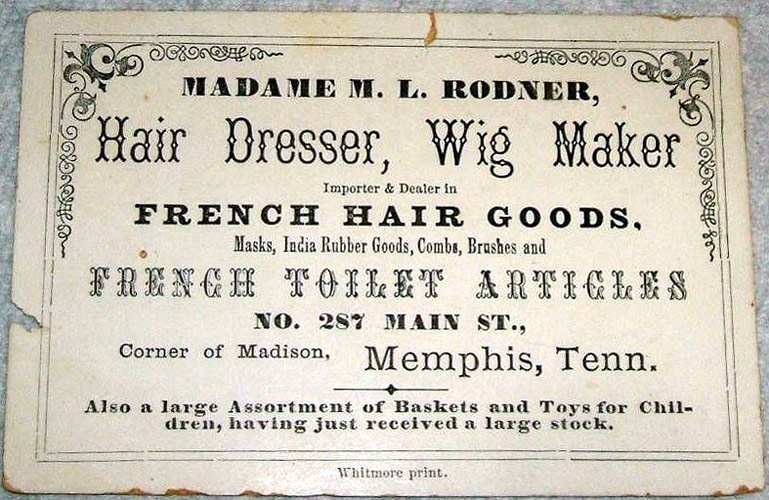 MADAME M. L. RODNER,
Hair Dresser, Wig Maker
Importer & Dealer in
FRENCH HAIR GOODS,
Masks, India Rubber Goods, Combs, Brushes and
FRENCH TOILET ARTICLES
NO. 287 MAIN ST.,
Corner of Madison, Memphis, Tenn.
Also a large Assortment of Baskets and Toys for Chil-
dren, having just received a large stock.
Whitmore print.